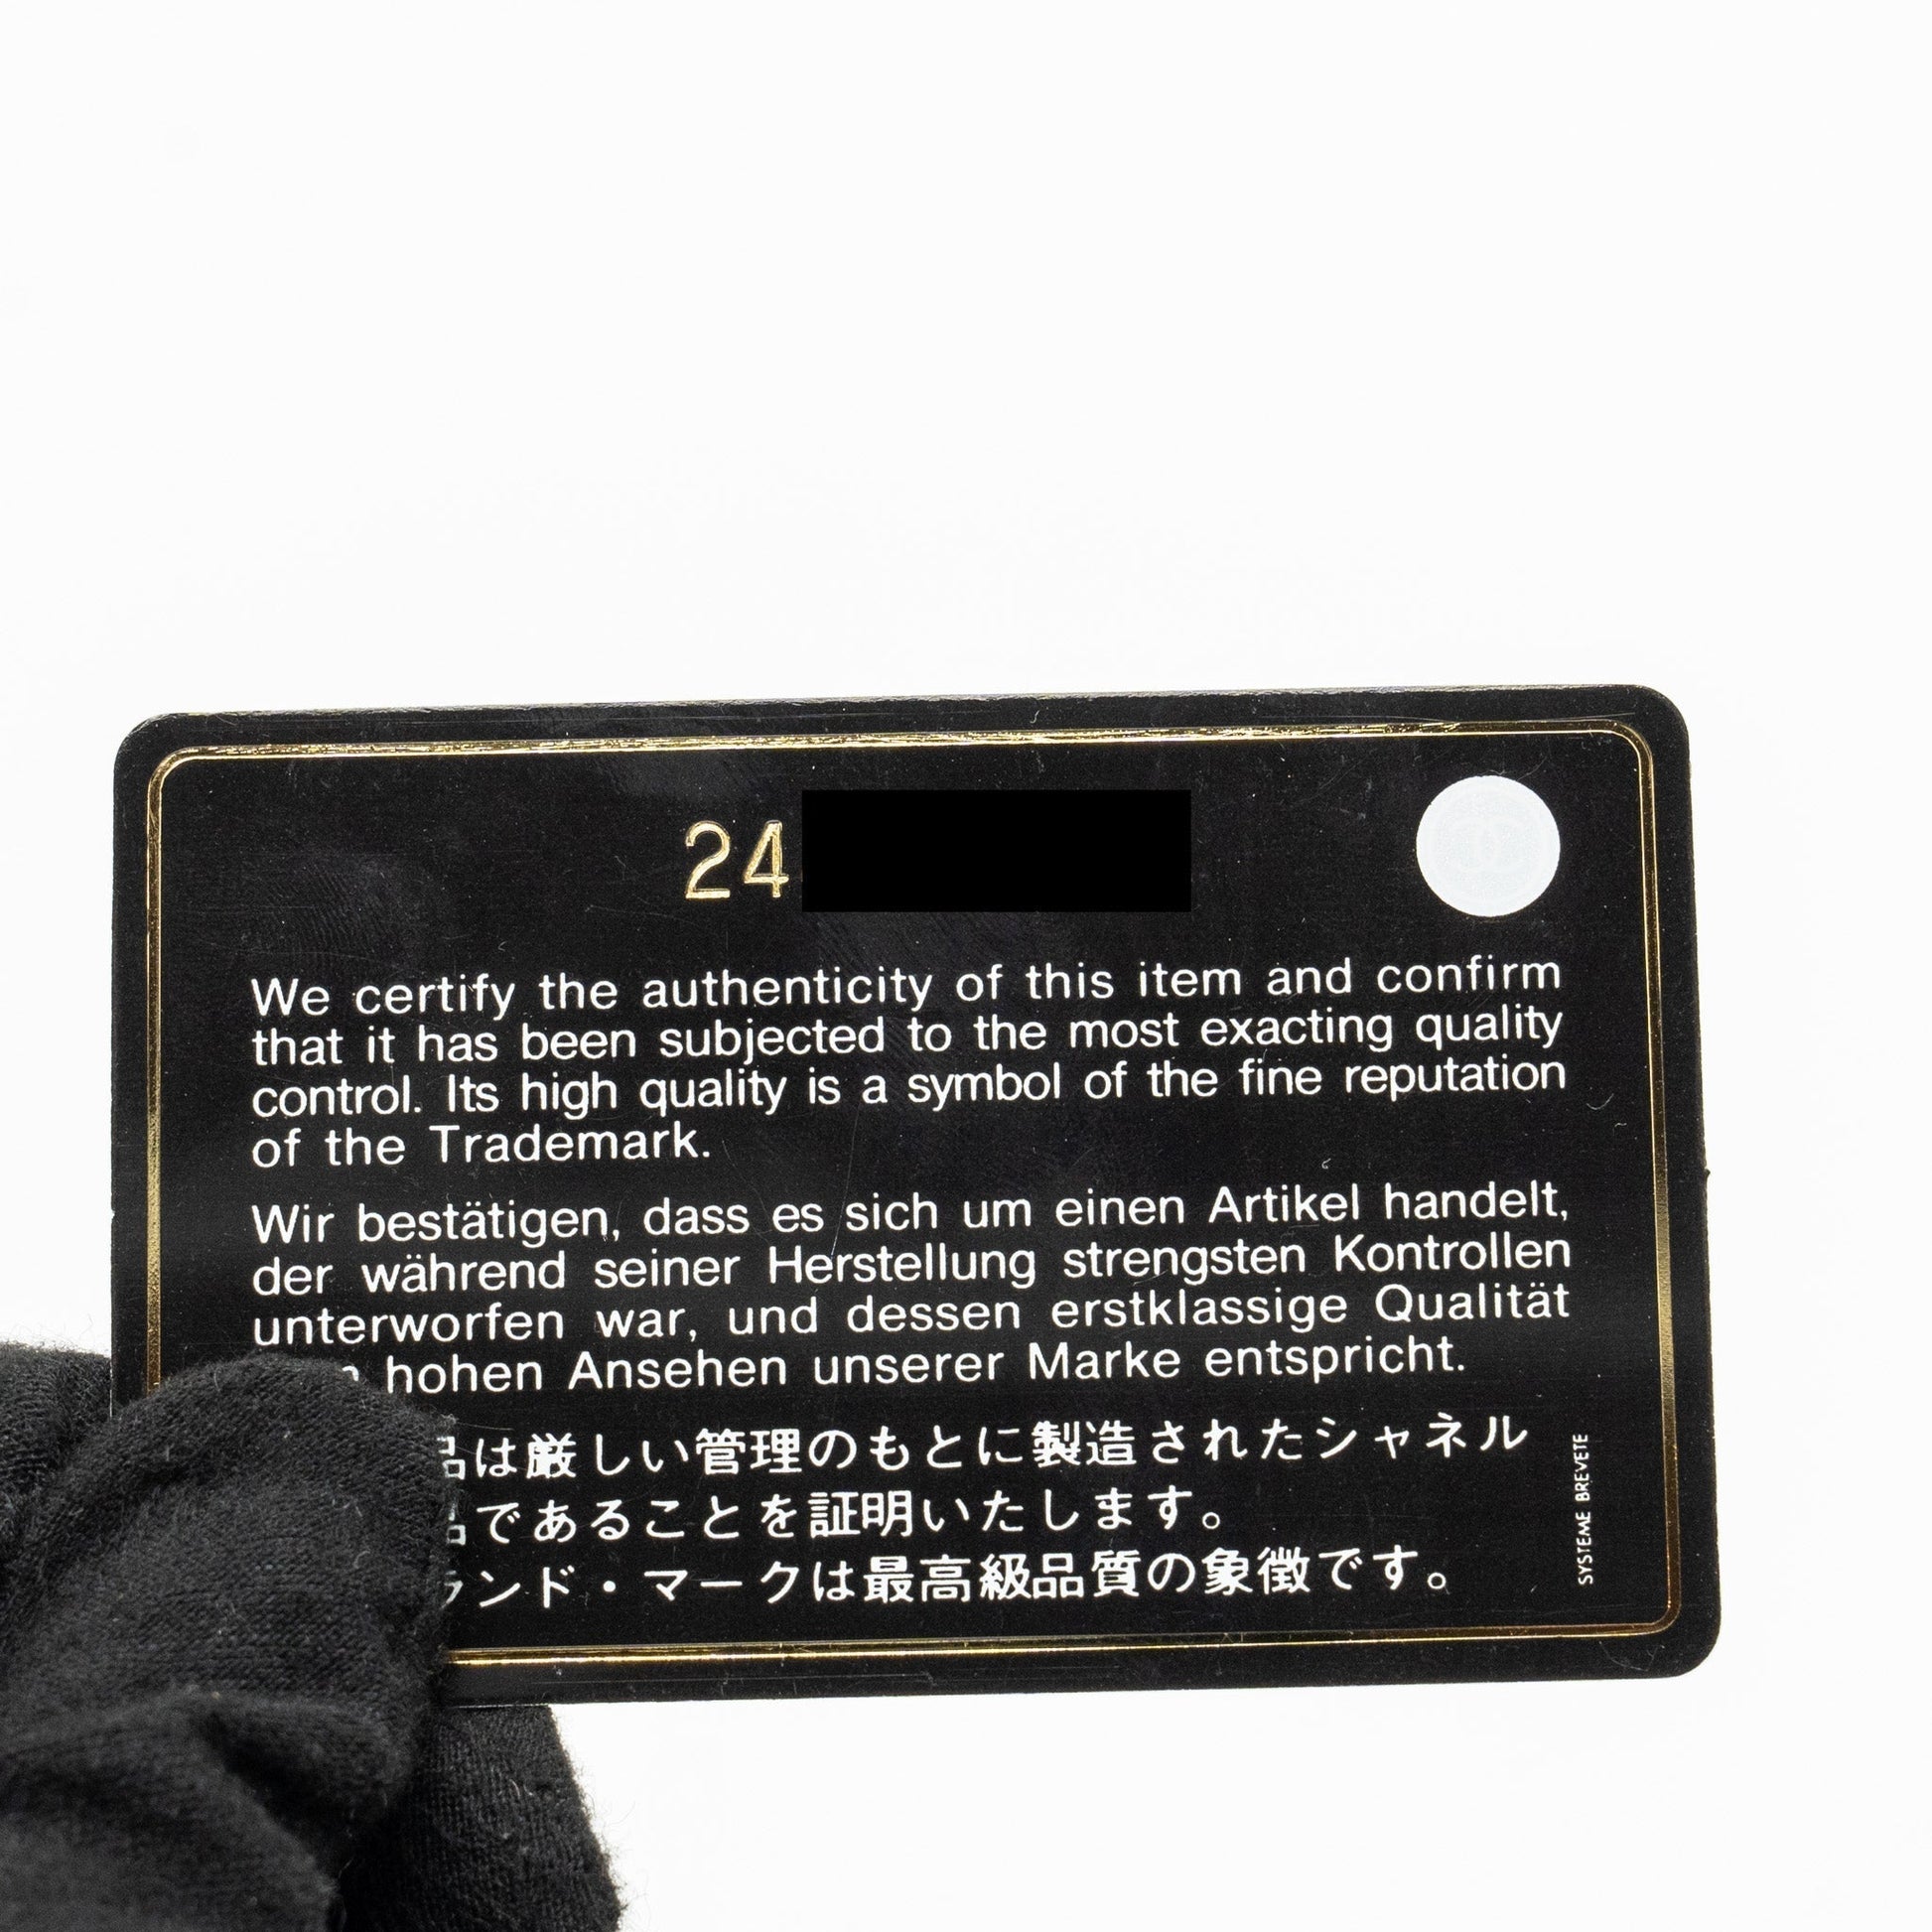 24
We certify the authenticity of this item and confirm
that it has been subjected to the most exacting quality
control. Its high quality is a symbol of the fine reputation
of the Trademark.
Wir bestätigen, dass es sich um einen Artikel handelt,
der während seiner Herstellung strengsten Kontrollen
unterworfen war, und dessen erstklassige Qualität
hohen Ansehen unserer Marke entspricht.
品は厳しい管理のもとに製造されたシャネル
品であることを証明いたします。
ランド・マークは最高級品質の象徴です。
SYSTEME BREVETE